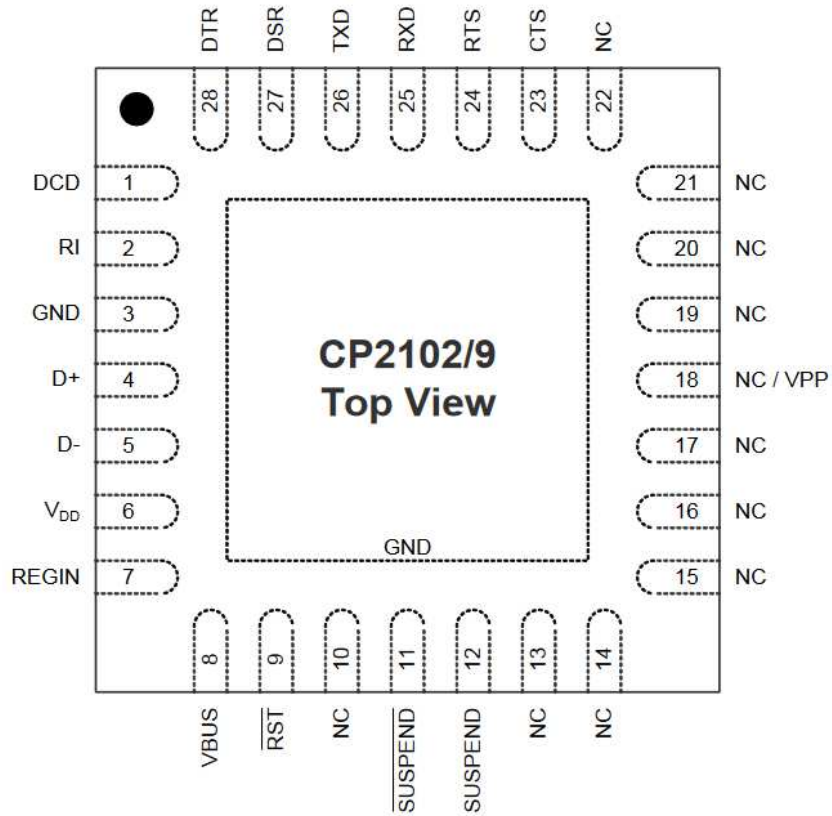 DTR
DSR
TXD
RXD
RTS
CTS
NC
28
27
26
25
24
23
22
DCD 1
RI 2
GND 3
D+ 4
D- 5
VDD 6
REGIN 7
21 NC
20 NC
19 NC
18 NC / VPP
17 NC
16 NC
15 NC
CP2102/9
Top View
GND
8
9
10
11
12
13
14
VBUS
RST
NC
SUSPEND
SUSPEND
NC
NC